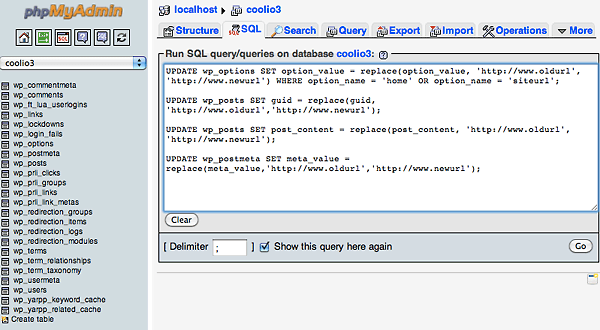 phpMyAdmin
localhost ▸ coolio3
Structure SQL Search Query Export Import Operations More
coolio3
Run SQL query/queries on database coolio3:
UPDATE wp_options SET option_value = replace(option_value, 'http://www.oldurl',
'http://www.newurl') WHERE option_name = 'home' OR option_name = 'siteurl';
UPDATE wp_posts SET guid = replace(guid,
'http://www.oldurl','http://www.newurl');
UPDATE wp_posts SET post_content = replace(post_content, 'http://www.oldurl',
'http://www.newurl');
UPDATE wp_postmeta SET meta_value =
replace(meta_value,'http://www.oldurl','http://www.newurl');
Clear
[ Delimiter ; ] Show this query here again Go
wp_commentmeta
wp_comments
wp_ft_lua_userlogins
wp_links
wp_lockdowns
wp_login_fails
wp_options
wp_postmeta
wp_posts
wp_prli_clicks
wp_prli_groups
wp_prli_links
wp_prli_link_metas
wp_redirection_groups
wp_redirection_items
wp_redirection_logs
wp_redirection_modules
wp_terms
wp_term_relationships
wp_term_taxonomy
wp_usermeta
wp_users
wp_yarpp_keyword_cache
wp_yarpp_related_cache
Create table